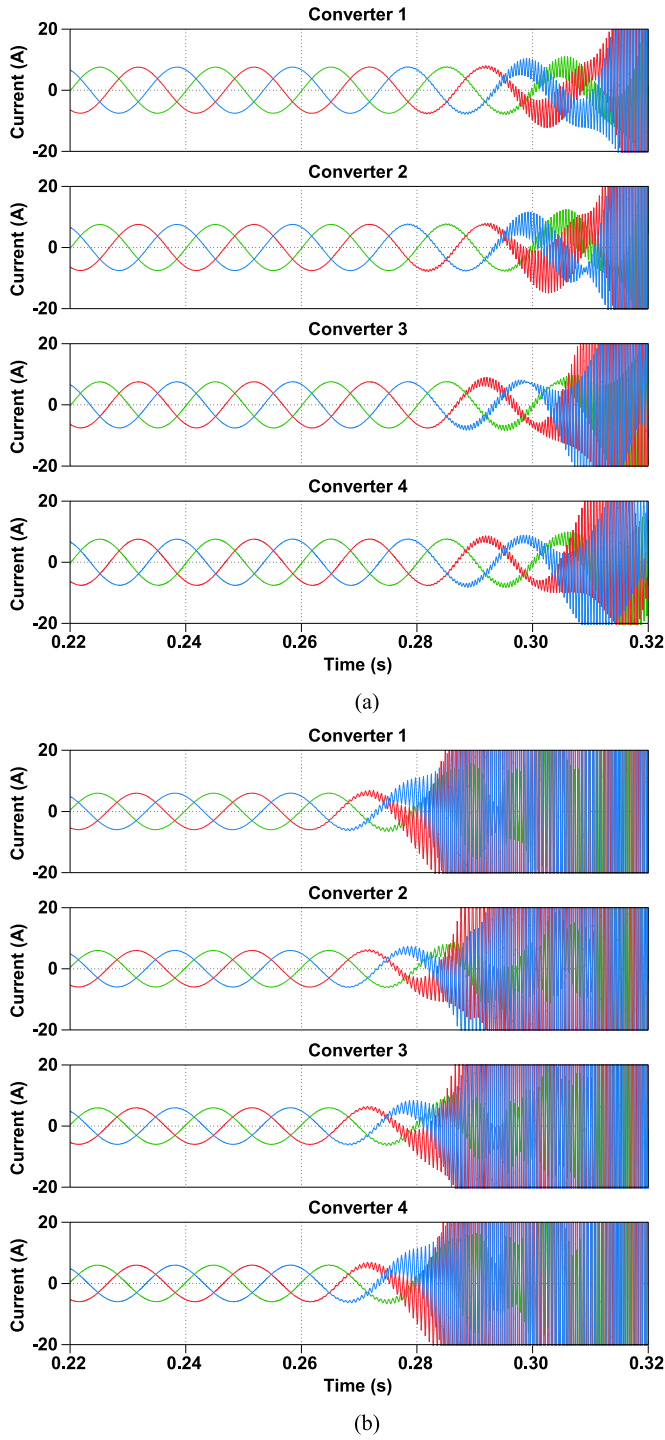 Converter 1
20
0
-20
Current (A)
Converter 2
20
0
-20
Current (A)
Converter 3
20
0
-20
Current (A)
Converter 4
20
0
-20
Current (A)
0.22 0.24 0.26 0.28 0.30 0.32
Time (s)
(a)
Converter 1
20
0
-20
Current (A)
Converter 2
20
0
-20
Current (A)
Converter 3
20
0
-20
Current (A)
Converter 4
20
0
-20
Current (A)
0.22 0.24 0.26 0.28 0.30 0.32
Time (s)
(b)